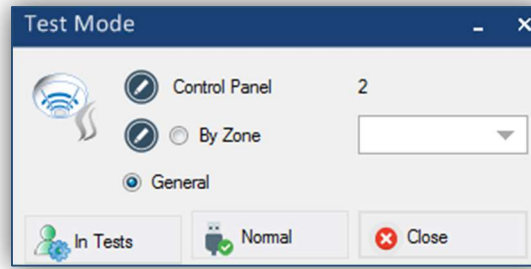 Test Mode
Control Panel 2
By Zone
General
In Tests Normal Close